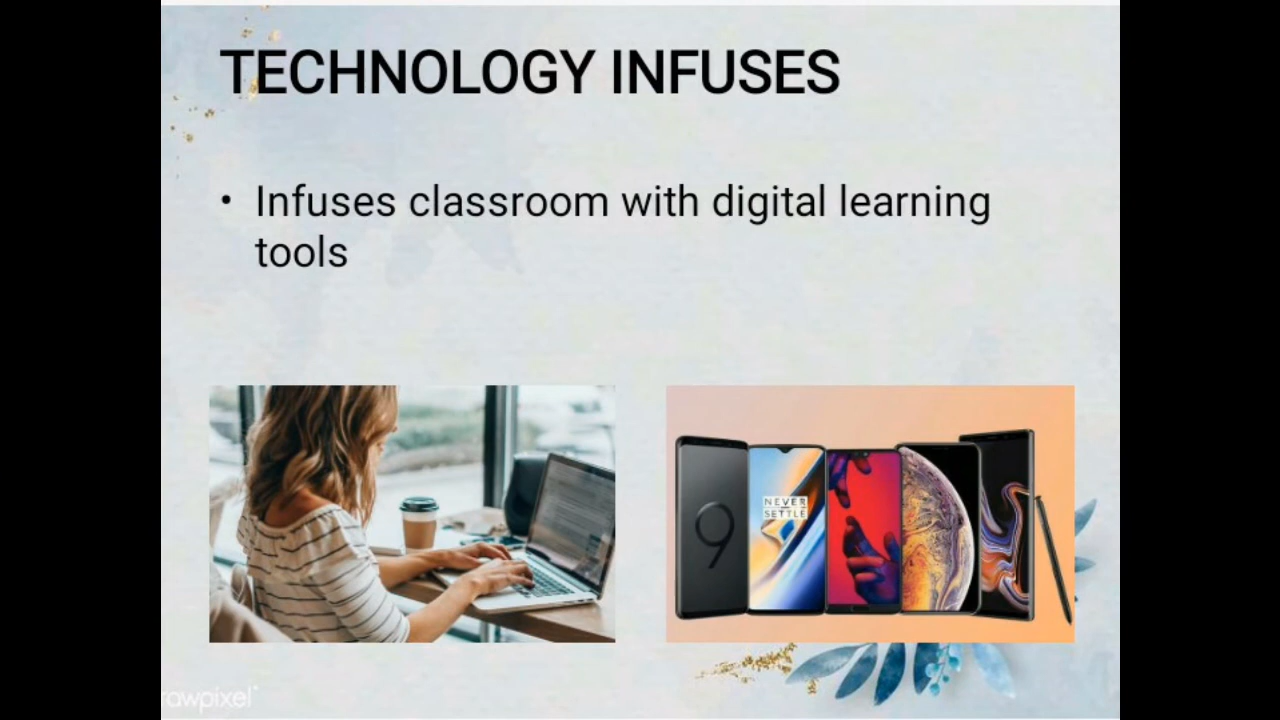 TECHNOLOGY INFUSES
• Infuses classroom with digital learning
tools
9
NEVER
SETTLE
rawpixel